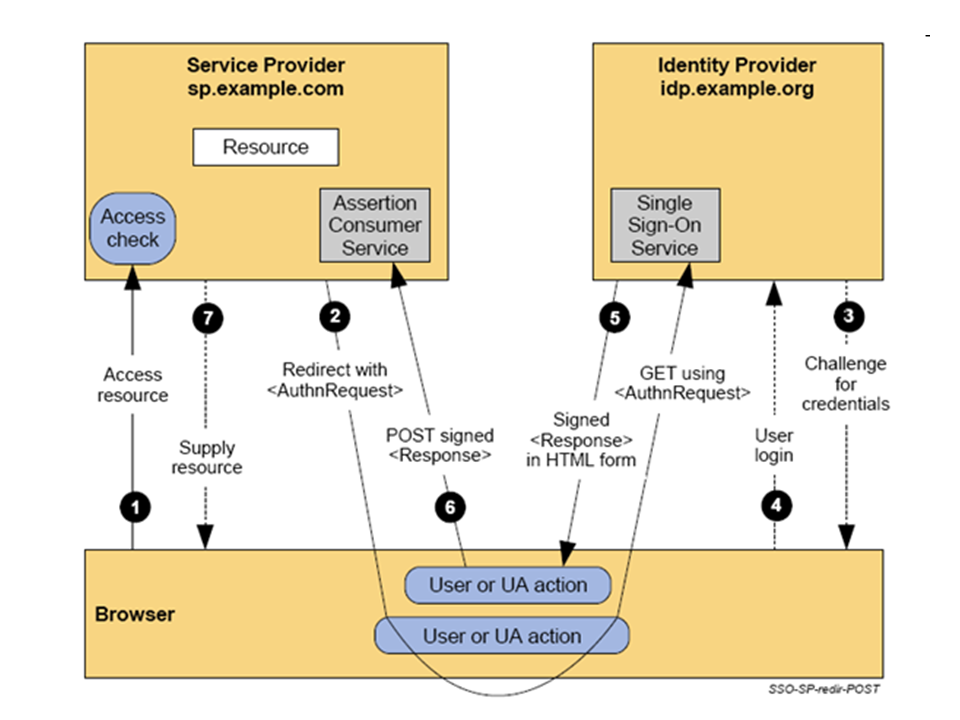 Service Provider
sp.example.com
Identity Provider
idp.example.org
Resource
Access
check
Assertion
Consumer
Service
Single
Sign-On
Service
7
2
5
3
Redirect with
<AuthnRequest>
GET using
<AuthnRequest>
Challenge
for
credentials
Access
resource
Signed
<Response>
in HTML form
POST signed
<Response>
User
login
Supply
resource
1
6
4
User or UA action
Browser
User or UA action
SSO-SP-redir-POST